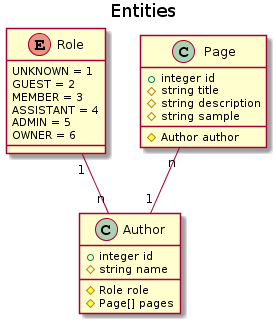 Entities
E Role
UNKNOWN = 1
GUEST = 2
MEMBER = 3
ASSISTANT = 4
ADMIN = 5
OWNER = 6
C Page
integer id
string title
string description
string sample
Author author
1
n
n
1
C Author
integer id
string name
Role role
Page[] pages